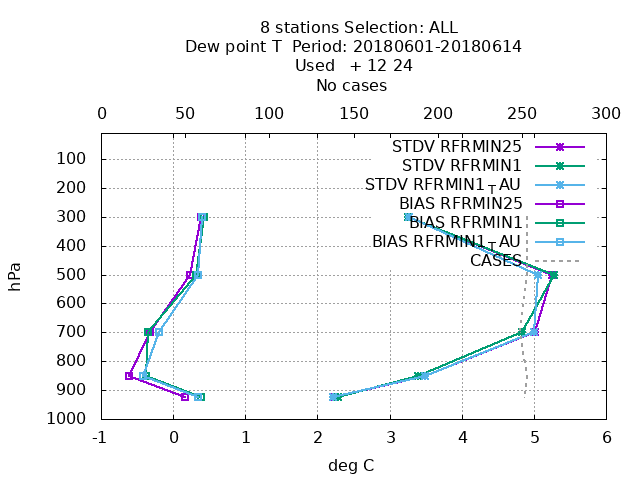 8 stations Selection: ALL
Dew point T  Period: 20180601-20180614
Used   + 12 24
No cases
0 50 100 150 200 250 300
STDV RFRMIN25
STDV RFRMIN1
STDV RFRMIN1_TAU
BIAS RFRMIN25
BIAS RFRMIN1
BIAS RFRMIN1_TAU
CASES
100
200
300
400
500
600
700
800
900
1000
hPa
-1 0 1 2 3 4 5 6
deg C